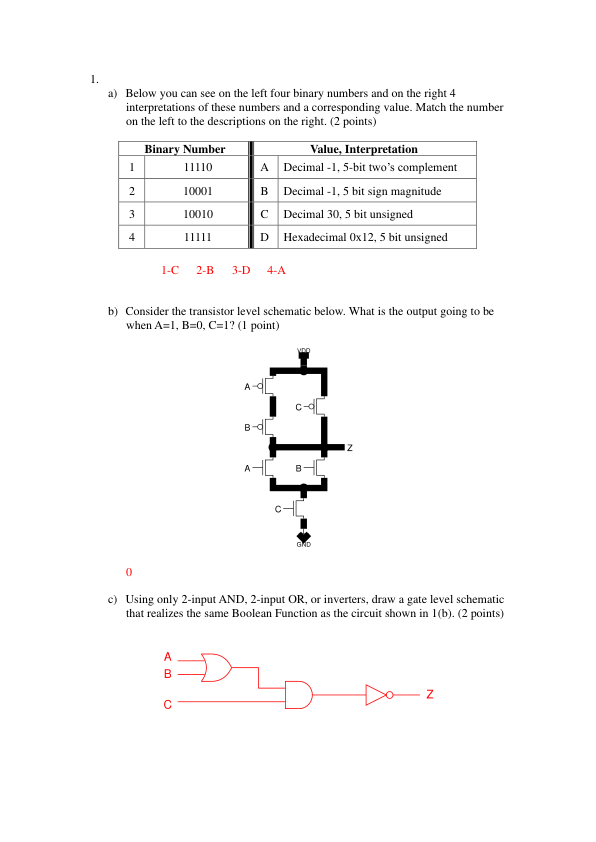 1.
a) Below you can see on the left four binary numbers and on the right 4
interpretations of these numbers and a corresponding value. Match the number
on the left to the descriptions on the right. (2 points)
Binary Number Value, Interpretation
1 11110 A Decimal -1, 5-bit two’s complement
2 10001 B Decimal -1, 5 bit sign magnitude
3 10010 C Decimal 30, 5 bit unsigned
4 11111 D Hexadecimal 0x12, 5 bit unsigned
1-C 2-B 3-D 4-A
b) Consider the transistor level schematic below. What is the output going to be
when A=1, B=0, C=1? (1 point)
VDD
A
C
B
Z
A B
C
GND
0
c) Using only 2-input AND, 2-input OR, or inverters, draw a gate level schematic
that realizes the same Boolean Function as the circuit shown in 1(b). (2 points)
A
B
Z
C